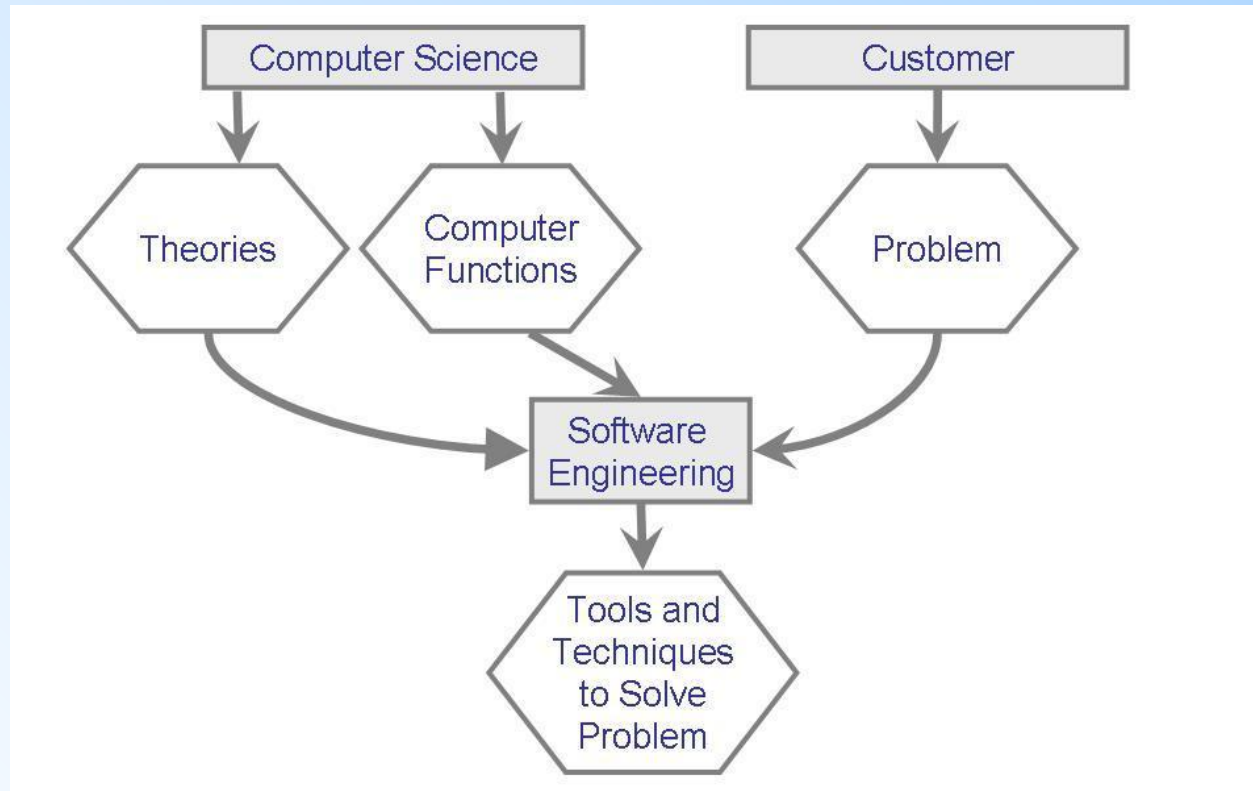 Computer Science
Customer
Theories
Computer
Functions
Problem
Software
Engineering
Tools and
Techniques
to Solve
Problem